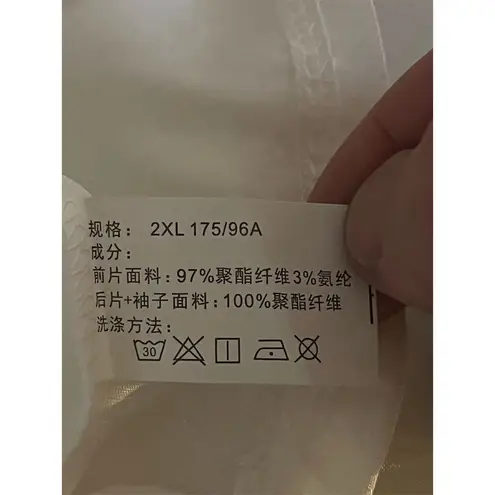 规格： 2XL 175/96A
成分：
前片面料：97%聚酯纤维3%氨纶
后片+袖子面料：100%聚酯纤维
洗涤方法：
30